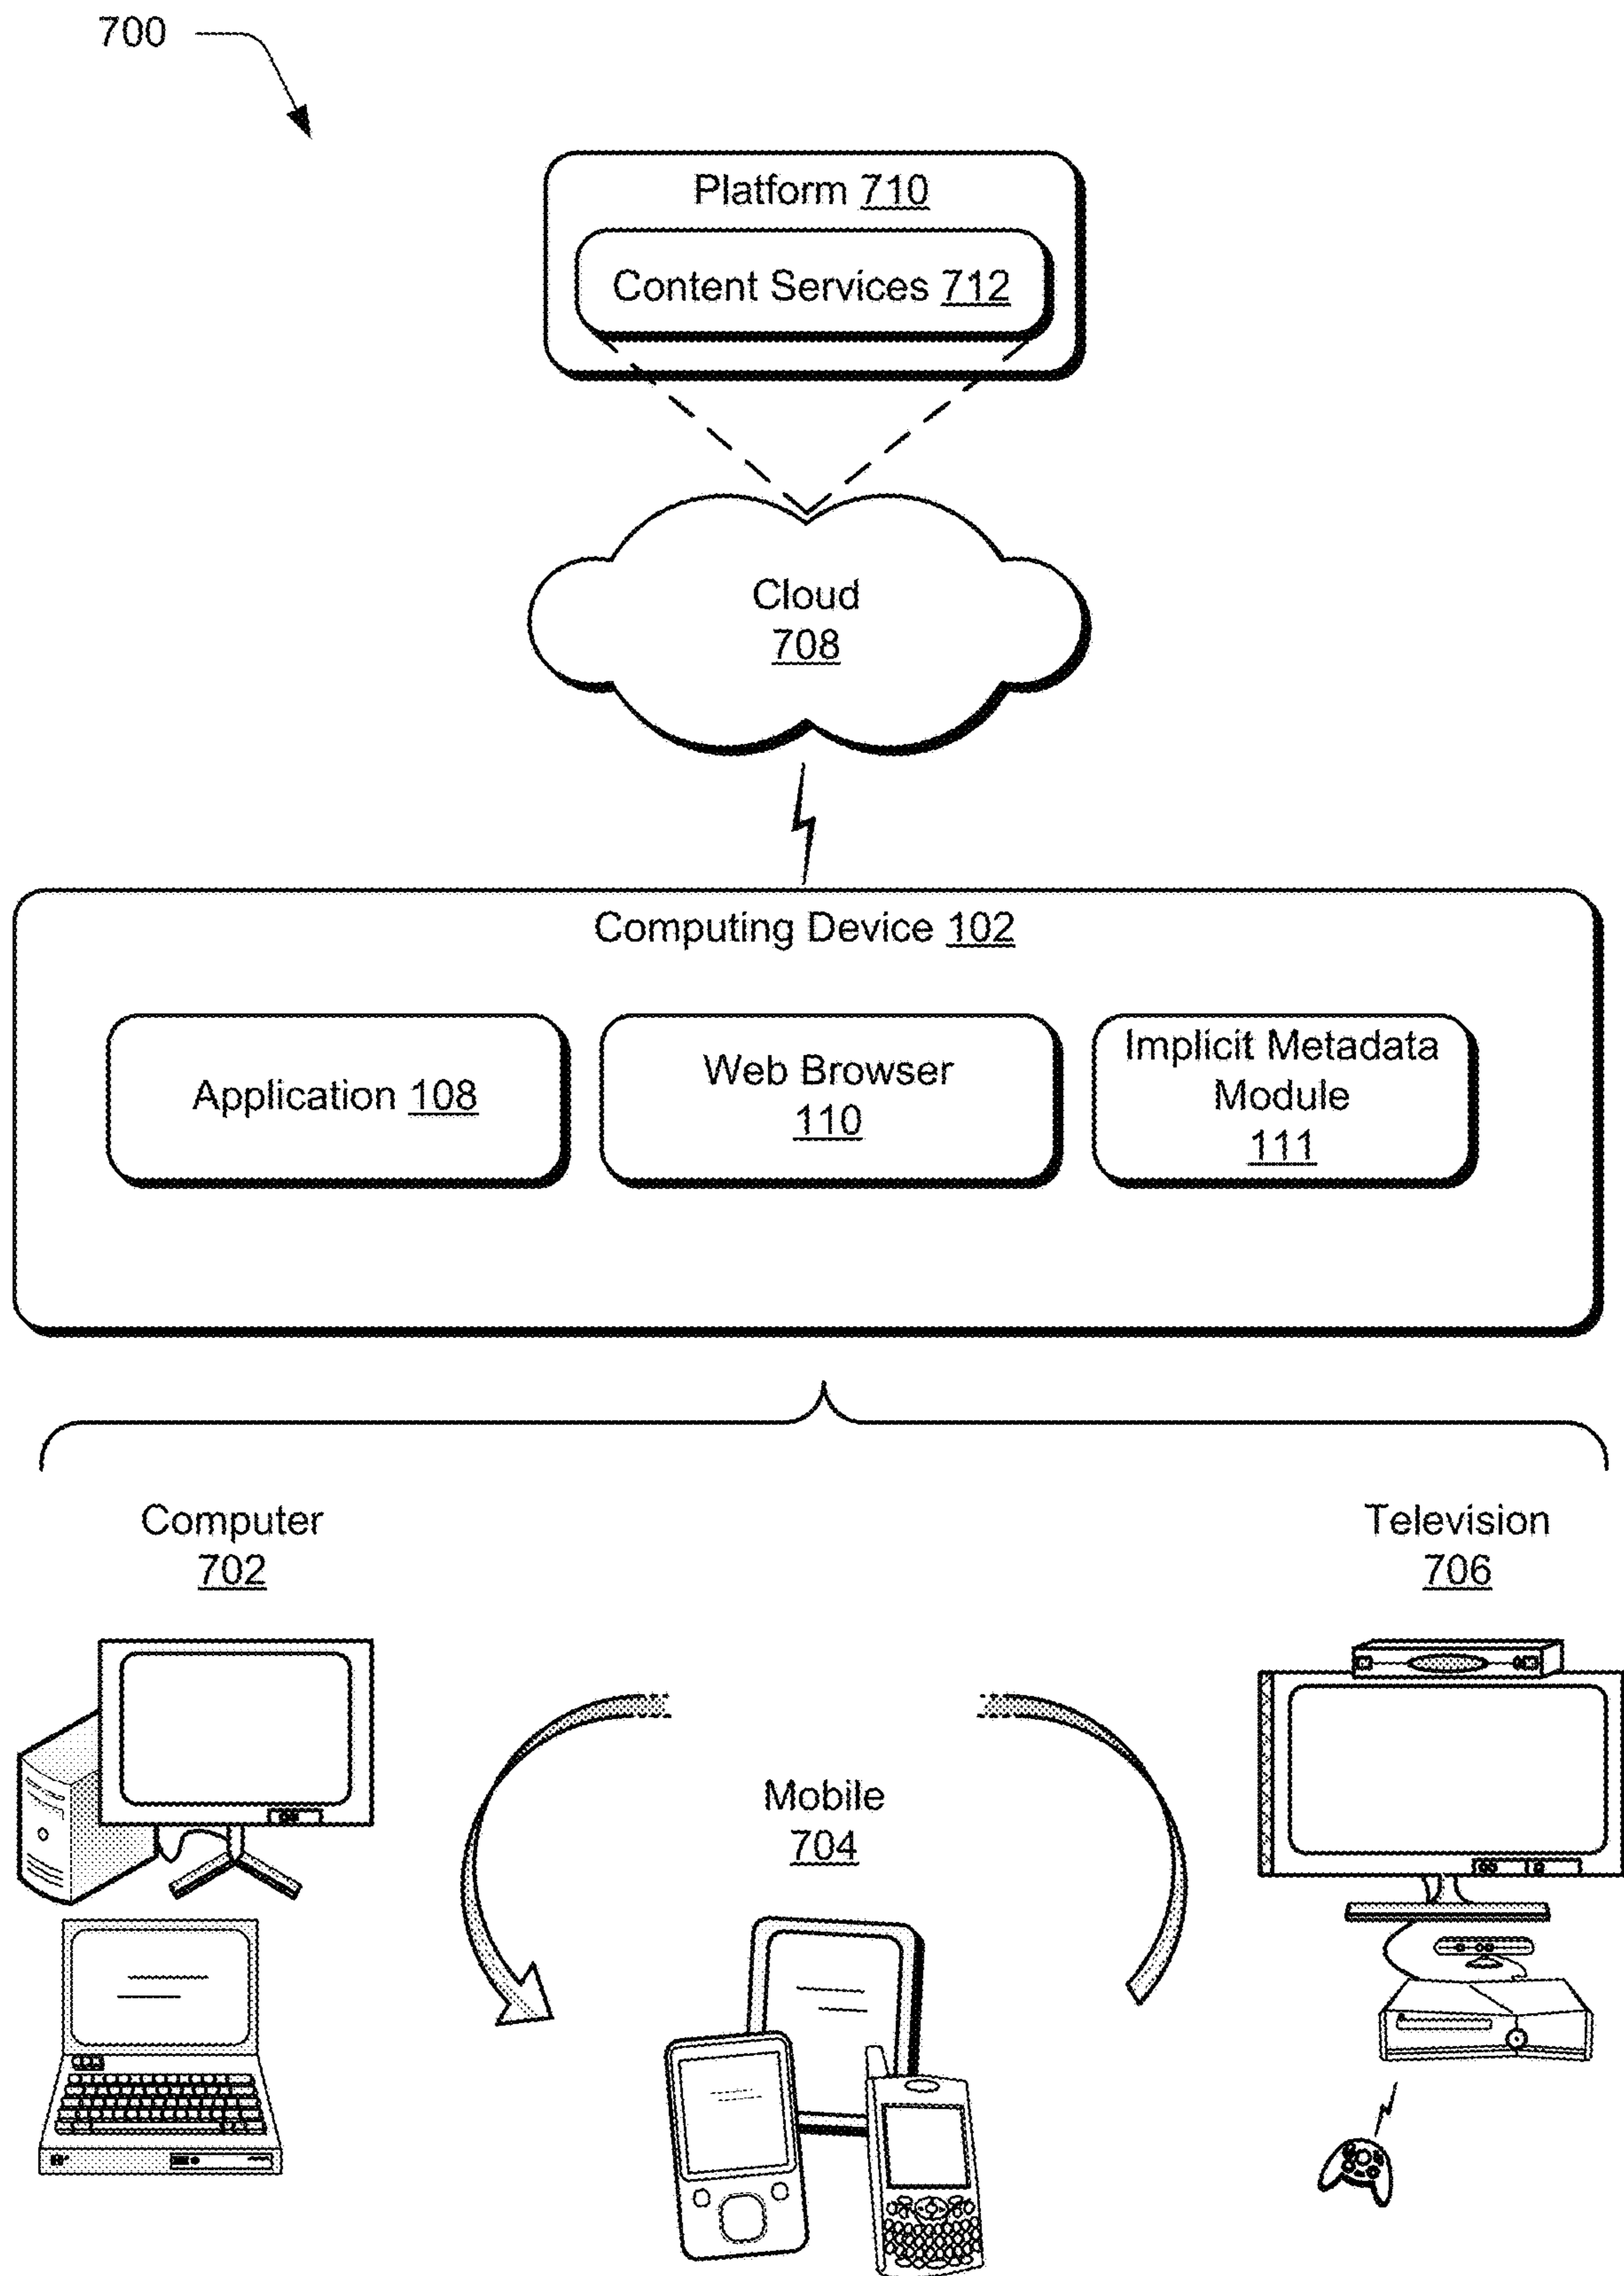 700
Platform 710
Content Services 712
Cloud
708
Computing Device 102
Application 108
Web Browser
110
Implicit Metadata
Module
111
Computer
702
Television
706
Mobile
704